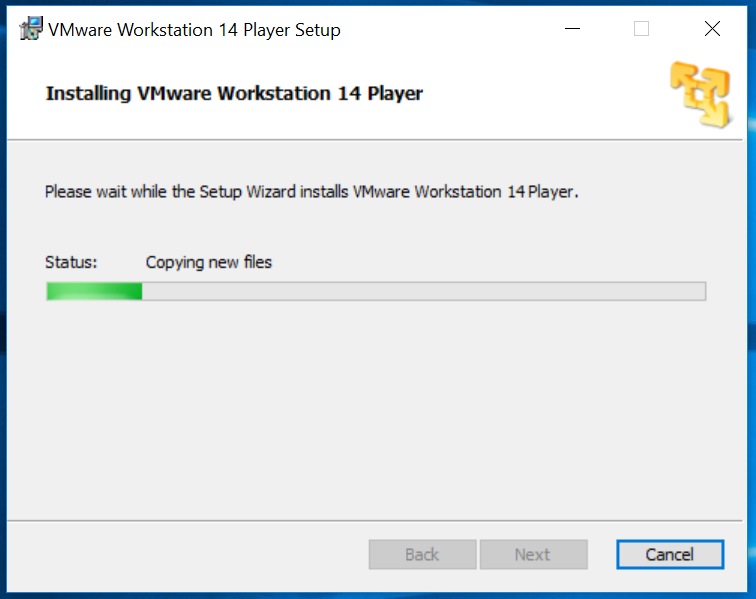 VMware Workstation 14 Player Setup
Installing VMware Workstation 14 Player
Please wait while the Setup Wizard installs VMware Workstation 14 Player.
Status: Copying new files
Back Next Cancel